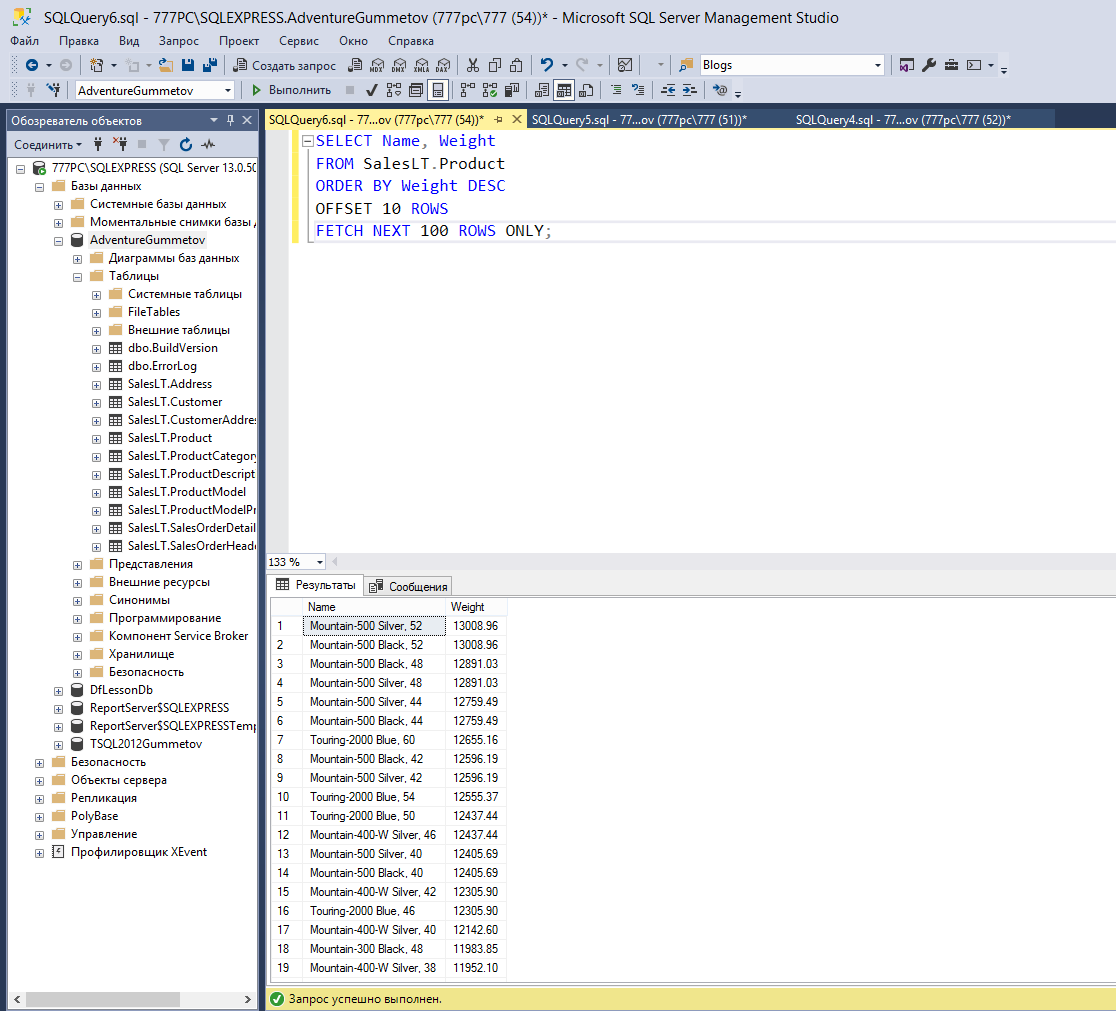 SQLQuery6.sql - 777PC\SQLEXPRESS.AdventureGummetov (777pc\777 (54))* - Microsoft SQL Server Management Studio
Файл Правка Вид Запрос Проект Сервис Окно Справка
Создать запрос MDX DMX XMLA DAX Blogs
AdventureGummetov Выполнить
Обозреватель объектов
Соединить
777PC\SQLEXPRESS (SQL Server 13.0.50
Базы данных
Системные базы данных
Моментальные снимки базы
AdventureGummetov
Диаграммы баз данных
Таблицы
Системные таблицы
FileTables
Внешние таблицы
dbo.BuildVersion
dbo.ErrorLog
SalesLT.Address
SalesLT.Customer
SalesLT.CustomerAddre
SalesLT.Product
SalesLT.ProductCategory
SalesLT.ProductDescript
SalesLT.ProductModel
SalesLT.ProductModelPr
SalesLT.SalesOrderDetail
SalesLT.SalesOrderHeade
Представления
Внешние ресурсы
Синонимы
Программирование
Компонент Service Broker
Хранилище
Безопасность
DfLessonDb
ReportServer$SQLEXPRESS
ReportServer$SQLEXPRESSTemp
TSQL2012Gummetov
Безопасность
Объекты сервера
Репликация
PolyBase
Управление
Профилировщик XEvent
SQLQuery6.sql - 77...ov (777pc\777 (54))* SQLQuery5.sql - 77...ov (777pc\777 (51))* SQLQuery4.sql - 77...ov (777pc\777 (52))*
SELECT Name, Weight
FROM SalesLT.Product
ORDER BY Weight DESC
OFFSET 10 ROWS
FETCH NEXT 100 ROWS ONLY;
133 %
Результаты Сообщения
Name Weight
1 Mountain-500 Silver, 52 13008.96
2 Mountain-500 Black, 52 13008.96
3 Mountain-500 Black, 48 12891.03
4 Mountain-500 Silver, 48 12891.03
5 Mountain-500 Silver, 44 12759.49
6 Mountain-500 Black, 44 12759.49
7 Touring-2000 Blue, 60 12655.16
8 Mountain-500 Black, 42 12596.19
9 Mountain-500 Silver, 42 12596.19
10 Touring-2000 Blue, 54 12555.37
11 Touring-2000 Blue, 50 12437.44
12 Mountain-400-W Silver, 46 12437.44
13 Mountain-500 Silver, 40 12405.69
14 Mountain-500 Black, 40 12405.69
15 Mountain-400-W Silver, 42 12305.90
16 Touring-2000 Blue, 46 12305.90
17 Mountain-400-W Silver, 40 12142.60
18 Mountain-300 Black, 48 11983.85
19 Mountain-400-W Silver, 38 11952.10
Запрос успешно выполнен.